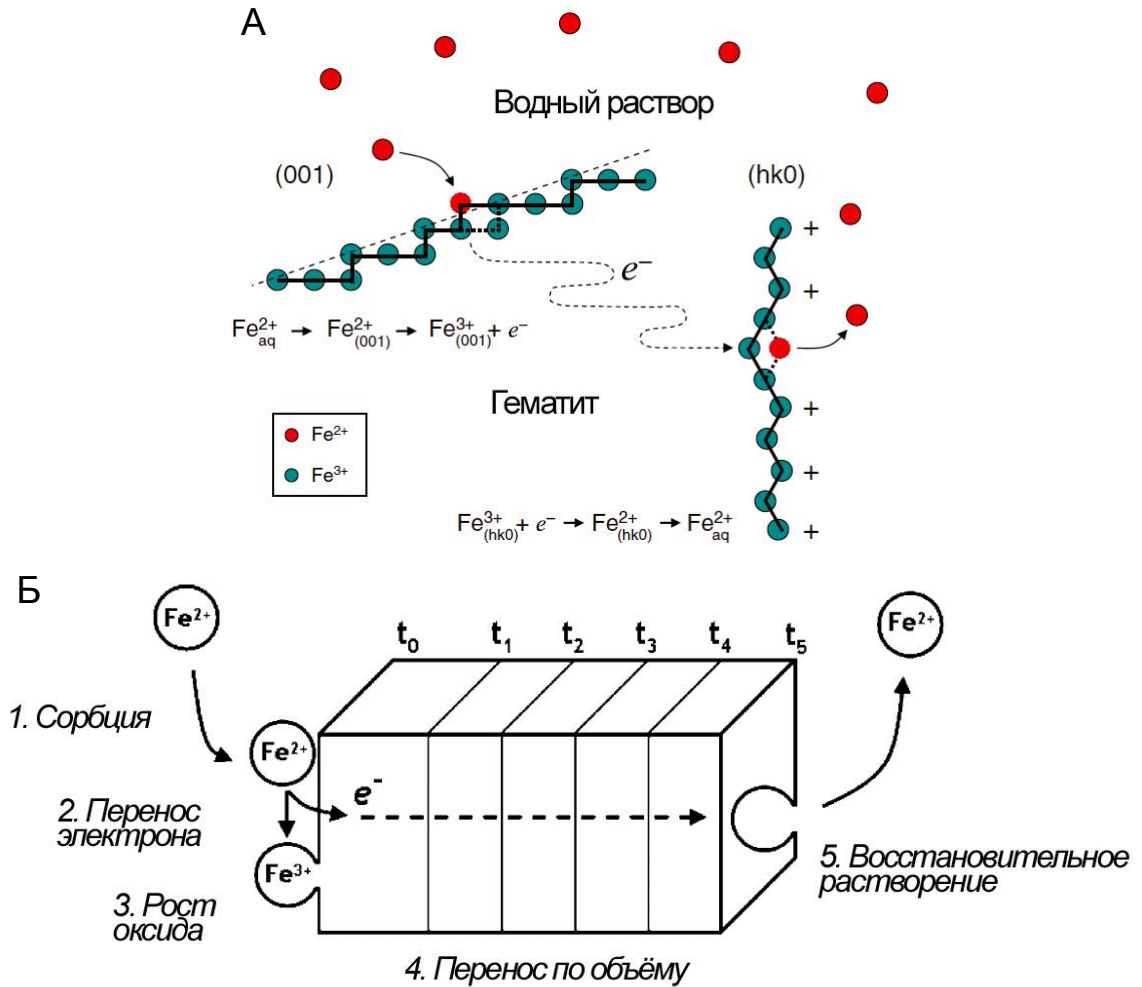 А
Водный раствор
(001)
(hk0)
e⁻
+
+
Fe²⁺aq → Fe²⁺(001) → Fe³⁺(001) + e⁻
Гематит
+
Fe²⁺
+
Fe³⁺
Fe³⁺(hk0) + e⁻ → Fe²⁺(hk0) → Fe²⁺aq
+
Б
Fe²⁺
Fe²⁺
t₀ t₁ t₂ t₃ t₄ t₅
1. Сорбция
Fe²⁺
e⁻
2. Перенос
электрона
Fe³⁺
5. Восстановительное
растворение
3. Рост
оксида
4. Перенос по объёму